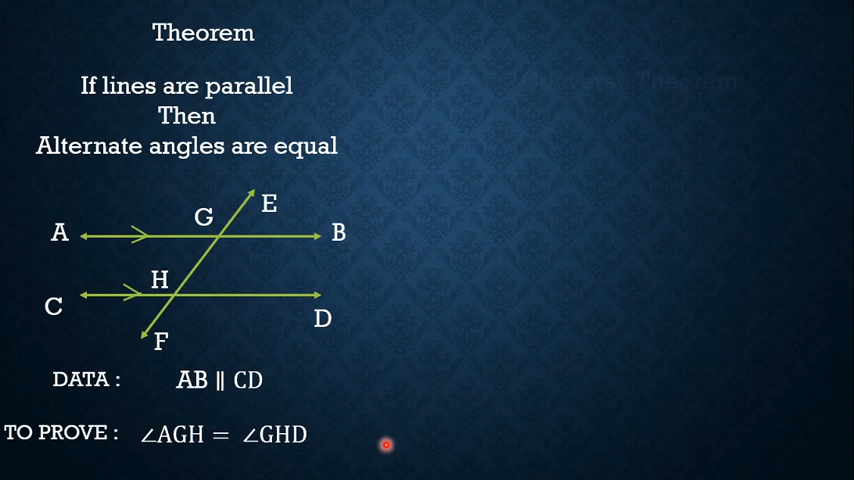 Theorem
If lines are parallel
Then
Alternate angles are equal
E
G
A
B
H
C
D
F
DATA : AB ∥ CD
TO PROVE : ∠AGH = ∠GHD